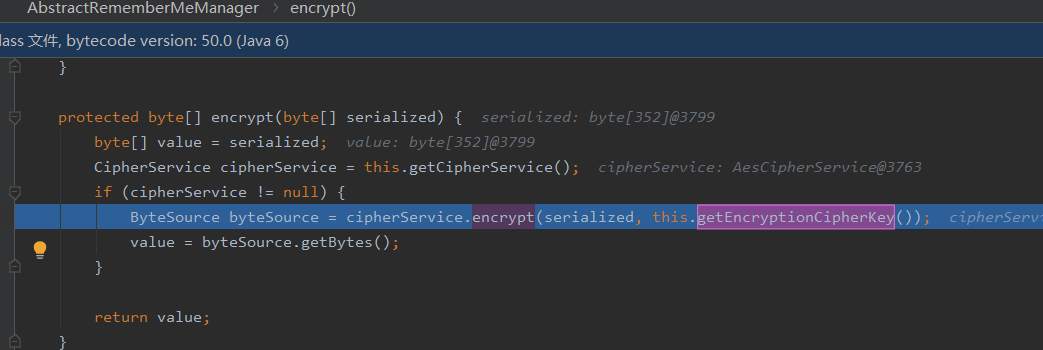 AbstractRememberMeManager > encrypt()
lass 文件, bytecode version: 50.0 (Java 6)
}
protected byte[] encrypt(byte[] serialized) { serialized: byte[352]@3799
byte[] value = serialized; value: byte[352]@3799
CipherService cipherService = this.getCipherService(); cipherService: AesCipherService@3763
if (cipherService != null) {
ByteSource byteSource = cipherService.encrypt(serialized, this.getEncryptionCipherKey()); cipherServi
value = byteSource.getBytes();
}
return value;
}